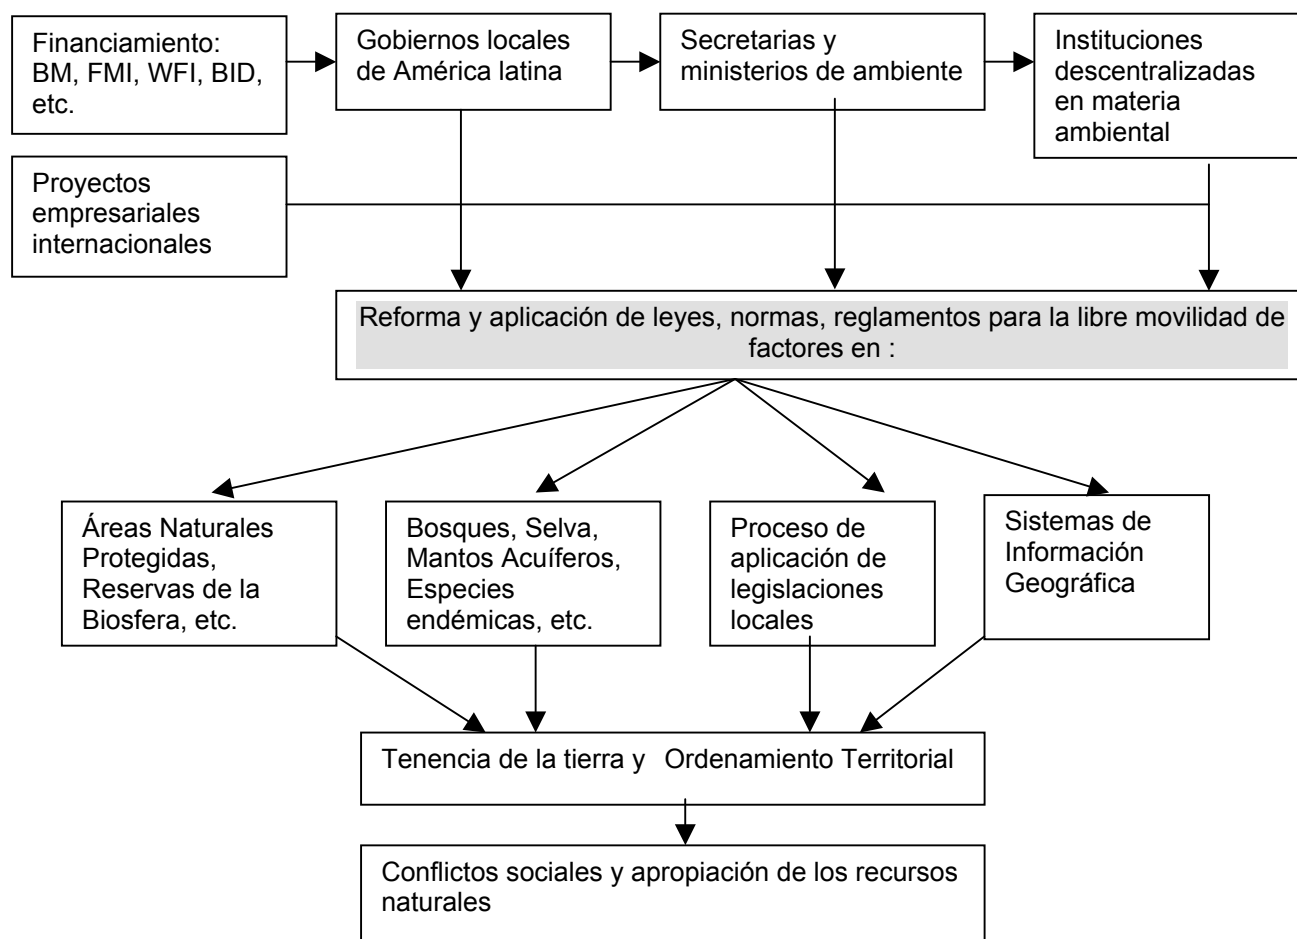 Financiamiento:
BM, FMI, WFI, BID,
etc.
Gobiernos locales
de América latina
Secretarias y
ministerios de ambiente
Instituciones
descentralizadas
en materia
ambiental
Proyectos
empresariales
internacionales
Reforma y aplicación de leyes, normas, reglamentos para la libre movilidad de
factores en :
Áreas Naturales
Protegidas,
Reservas de la
Biosfera, etc.
Bosques, Selva,
Mantos Acuíferos,
Especies
endémicas, etc.
Proceso de
aplicación de
legislaciones
locales
Sistemas de
Información
Geográfica
Tenencia de la tierra y Ordenamiento Territorial
Conflictos sociales y apropiación de los recursos
naturales